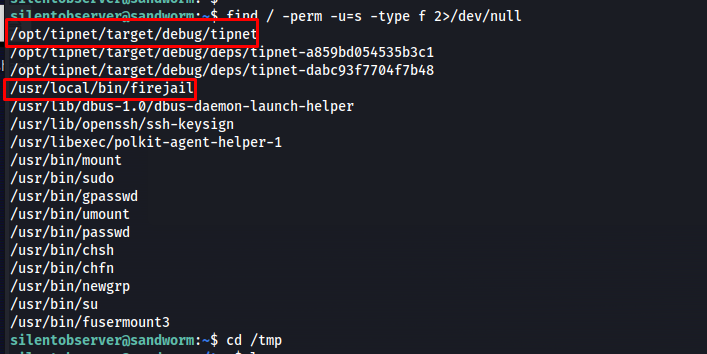 silentobserver@sandworm:~$ find / -perm -u=s -type f 2>/dev/null
/opt/tipnet/target/debug/tipnet
/opt/tipnet/target/debug/deps/tipnet-a859bd054535b3c1
/opt/tipnet/target/debug/deps/tipnet-dabc93f7704f7b48
/usr/local/bin/firejail
/usr/lib/dbus-1.0/dbus-daemon-launch-helper
/usr/lib/openssh/ssh-keysign
/usr/libexec/polkit-agent-helper-1
/usr/bin/mount
/usr/bin/sudo
/usr/bin/gpasswd
/usr/bin/umount
/usr/bin/passwd
/usr/bin/chsh
/usr/bin/chfn
/usr/bin/newgrp
/usr/bin/su
/usr/bin/fusermount3
silentobserver@sandworm:~$ cd /tmp